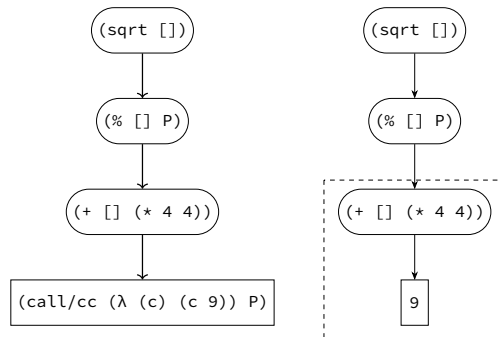 (sqrt [])
(% [] P)
(+ [] (* 4 4))
(call/cc (λ (c) (c 9)) P)
(sqrt [])
(% [] P)
(+ [] (* 4 4))
9